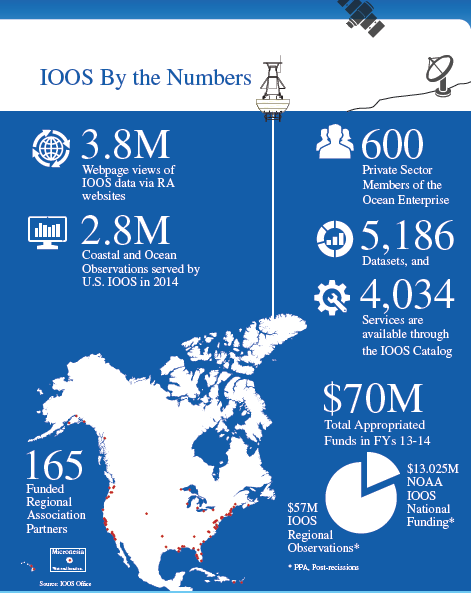 IOOS By the Numbers
3.8M
Webpage views of
IOOS data via RA
websites
2.8M
Coastal and Ocean
Observations served by
U.S. IOOS in 2014
600
Private Sector
Members of the
Ocean Enterprise
5,186
Datasets, and
4,034
Services are
available through
the IOOS Catalog
$70M
Total Appropriated
Funds in FYs 13-14
$13.025M
NOAA
IOOS
National
Funding*
$57M
IOOS
Regional
Observations*
* PPA, Post-recissions
165
Funded
Regional
Association
Partners
Micronesia
Source: IOOS Office